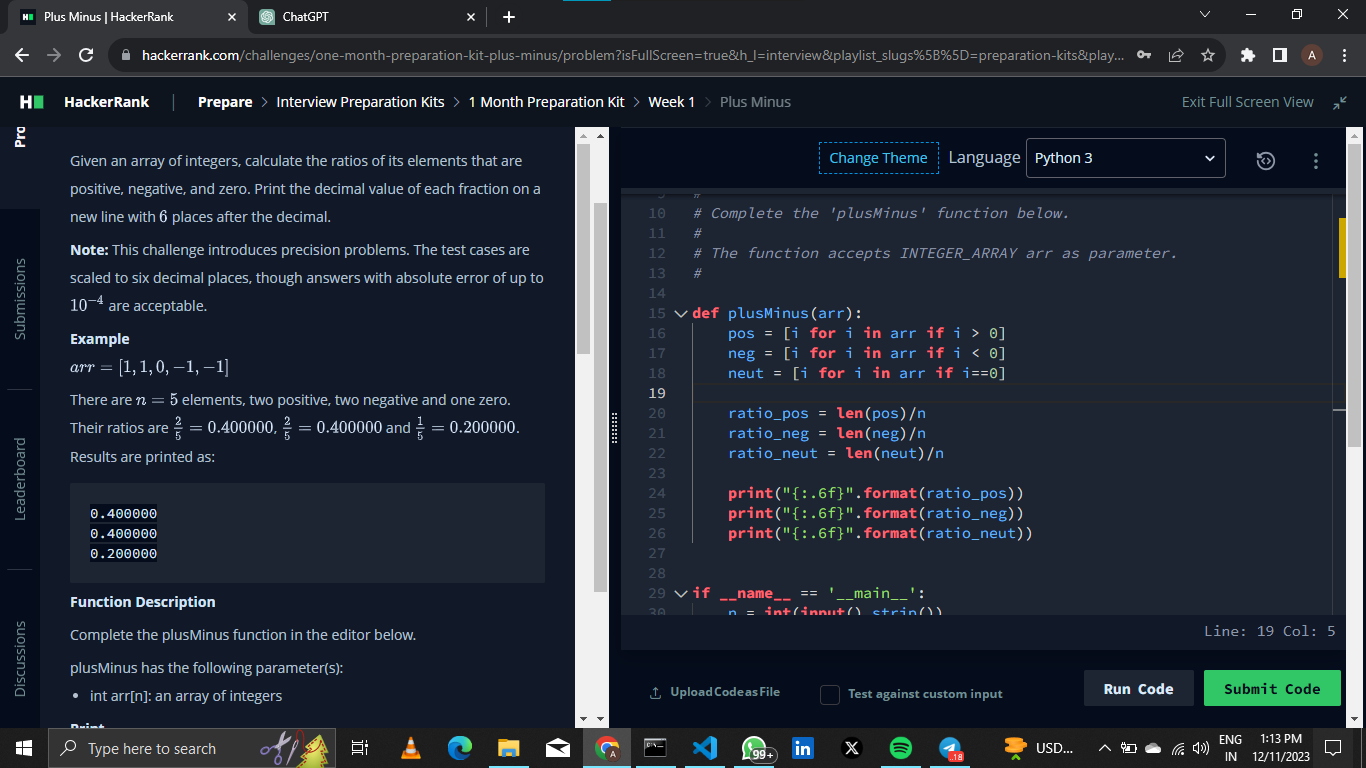 Plus Minus | HackerRank
ChatGPT
hackerrank.com/challenges/one-month-preparation-kit-plus-minus/problem?isFullScreen=true&h_l=interview&playlist_slugs%5B%5D=preparation-kits&play...
A
HackerRank
Prepare > Interview Preparation Kits > 1 Month Preparation Kit > Week 1 > Plus Minus
Exit Full Screen View
Pro
Submissions
Leaderboard
Discussions
Given an array of integers, calculate the ratios of its elements that are
positive, negative, and zero. Print the decimal value of each fraction on a
new line with 6 places after the decimal.
Note: This challenge introduces precision problems. The test cases are
scaled to six decimal places, though answers with absolute error of up to
10⁻⁴ are acceptable.
Example
arr = [1, 1, 0, −1, −1]
There are n = 5 elements, two positive, two negative and one zero.
Their ratios are 2/5 = 0.400000, 2/5 = 0.400000 and 1/5 = 0.200000.
Results are printed as:
0.400000
0.400000
0.200000
Function Description
Complete the plusMinus function in the editor below.
plusMinus has the following parameter(s):
• int arr[n]: an array of integers
Print
Change Theme
Language
Python 3
9 #
10 # Complete the 'plusMinus' function below.
11 #
12 # The function accepts INTEGER_ARRAY arr as parameter.
13 #
14
15 def plusMinus(arr):
16 pos = [i for i in arr if i > 0]
17 neg = [i for i in arr if i < 0]
18 neut = [i for i in arr if i==0]
19
20 ratio_pos = len(pos)/n
21 ratio_neg = len(neg)/n
22 ratio_neut = len(neut)/n
23
24 print("{:.6f}".format(ratio_pos))
25 print("{:.6f}".format(ratio_neg))
26 print("{:.6f}".format(ratio_neut))
27
28
29 if __name__ == '__main__':
30 n = int(input().strip())
Line: 19 Col: 5
Upload Code as File
Test against custom input
Run Code
Submit Code
Type here to search
99+
18
USD...
ENG
IN
1:13 PM
12/11/2023